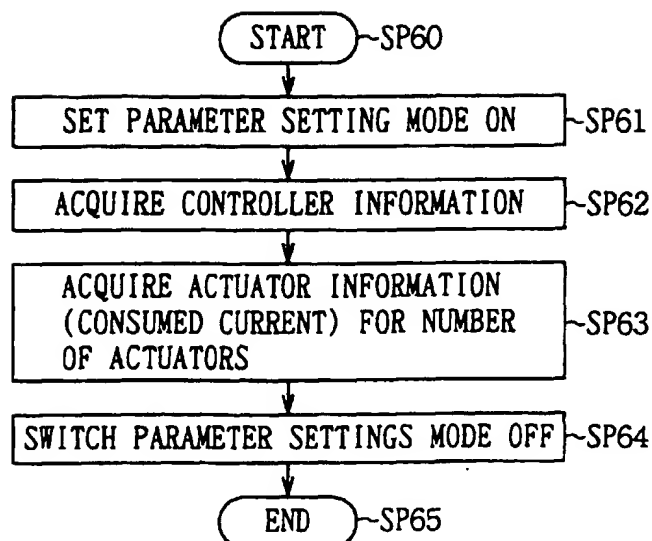 START SP60
SET PARAMETER SETTING MODE ON SP61
ACQUIRE CONTROLLER INFORMATION SP62
ACQUIRE ACTUATOR INFORMATION
(CONSUMED CURRENT) FOR NUMBER SP63
OF ACTUATORS
SWITCH PARAMETER SETTINGS MODE OFF SP64
END SP65